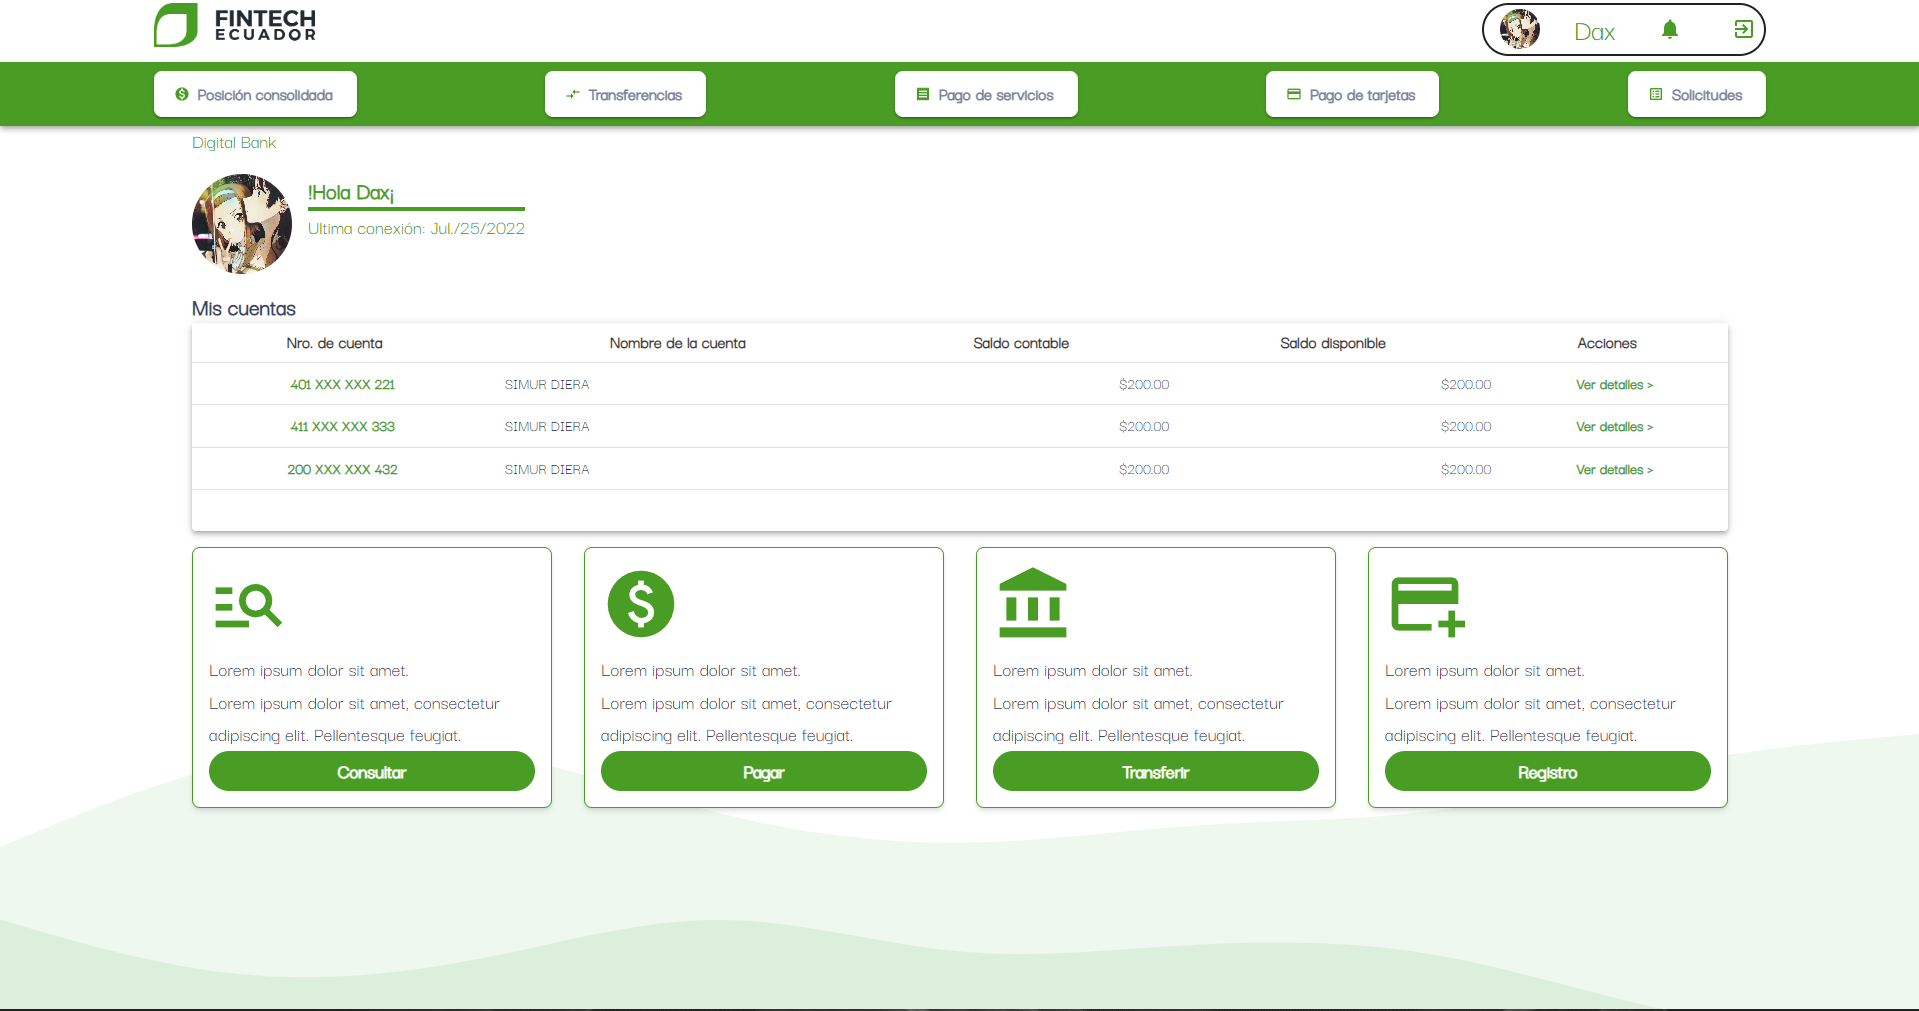 FINTECH
ECUADOR
Dax
Posición consolidada
Transferencias
Pago de servicios
Pago de tarjetas
Solicitudes
Digital Bank
!Hola Dax¡
Ultima conexión: Jul./25/2022
Mis cuentas
Nro. de cuenta Nombre de la cuenta Saldo contable Saldo disponible Acciones
401 XXX XXX 221 SIMUR DIERA $200.00 $200.00 Ver detalles >
411 XXX XXX 333 SIMUR DIERA $200.00 $200.00 Ver detalles >
200 XXX XXX 432 SIMUR DIERA $200.00 $200.00 Ver detalles >
Lorem ipsum dolor sit amet.
Lorem ipsum dolor sit amet, consectetur
adipiscing elit. Pellentesque feugiat.
Consultar
Lorem ipsum dolor sit amet.
Lorem ipsum dolor sit amet, consectetur
adipiscing elit. Pellentesque feugiat.
Pagar
Lorem ipsum dolor sit amet.
Lorem ipsum dolor sit amet, consectetur
adipiscing elit. Pellentesque feugiat.
Transferir
Lorem ipsum dolor sit amet.
Lorem ipsum dolor sit amet, consectetur
adipiscing elit. Pellentesque feugiat.
Registro